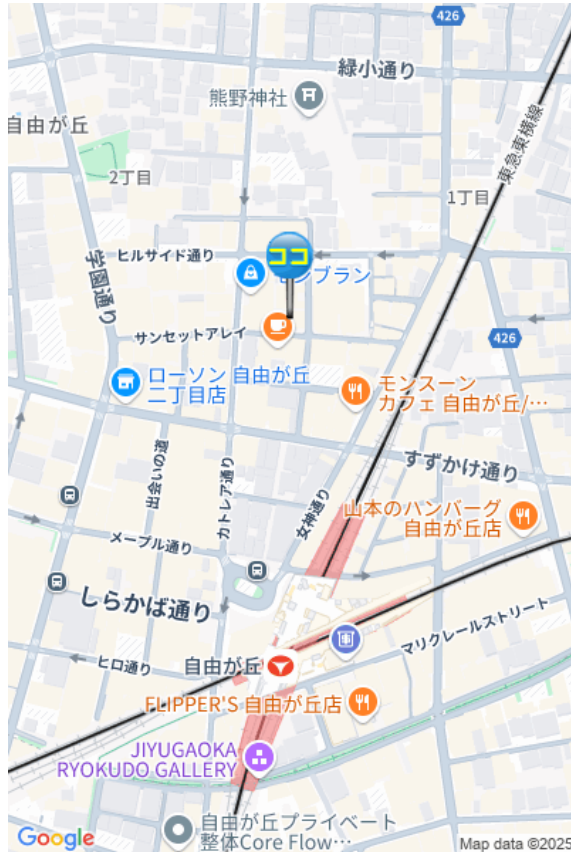 426
緑小通り
熊野神社
東急東横線
自由が丘
2丁目
1丁目
学園通り
ヒルサイド通り
ココ
モンブラン
サンセットアレイ
426
ローソン 自由が丘
二丁目店
モンスーン
カフェ 自由が丘/…
出会いの道
カトレア通り
女神通り
すずかけ通り
山本のハンバーグ
自由が丘店
メープル通り
しらかば通り
マリクレールストリート
ヒロ通り
自由が丘
FLIPPER'S 自由が丘店
JIYUGAOKA
RYOKUDO GALLERY
自由が丘プライベート
整体Core Flow…
Google
Map data ©2025